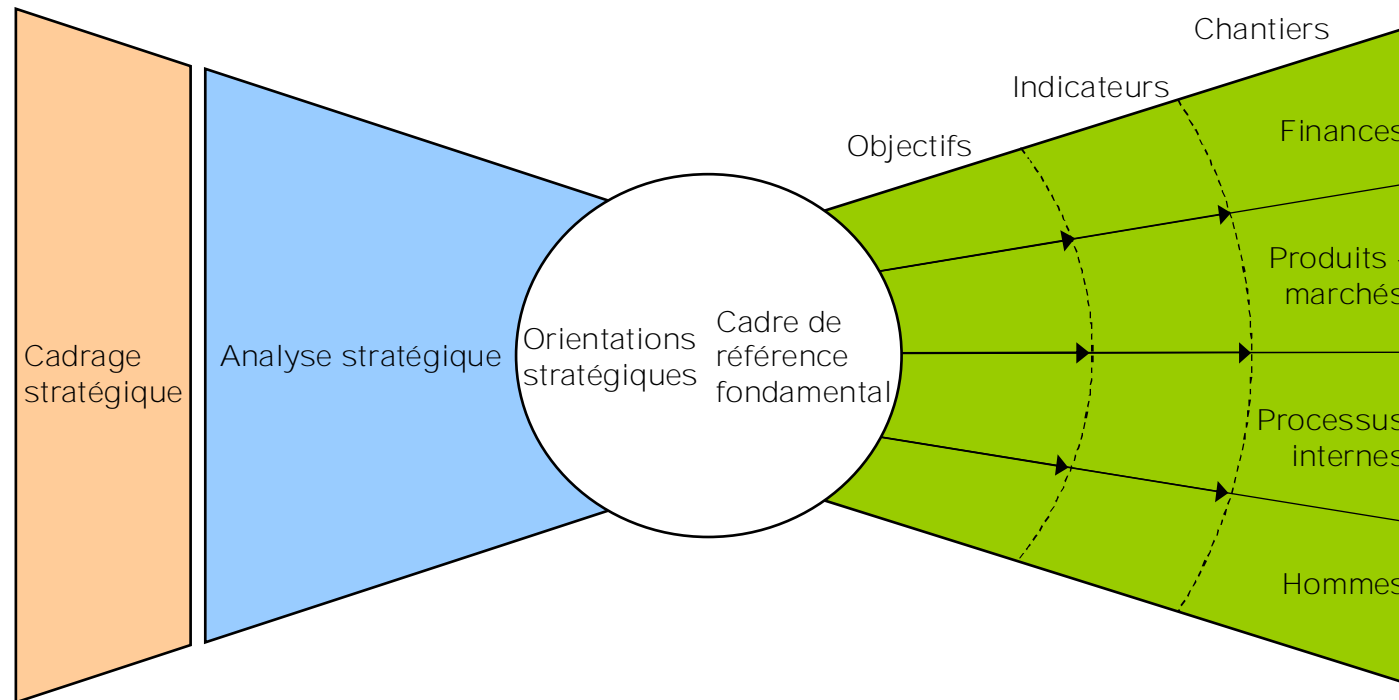 Chantiers
Indicateurs
Objectifs
Finances
Produits -
marchés
Processus
internes
Hommes
Cadrage
stratégique
Analyse stratégique
Orientations
stratégiques
Cadre de
référence
fondamental